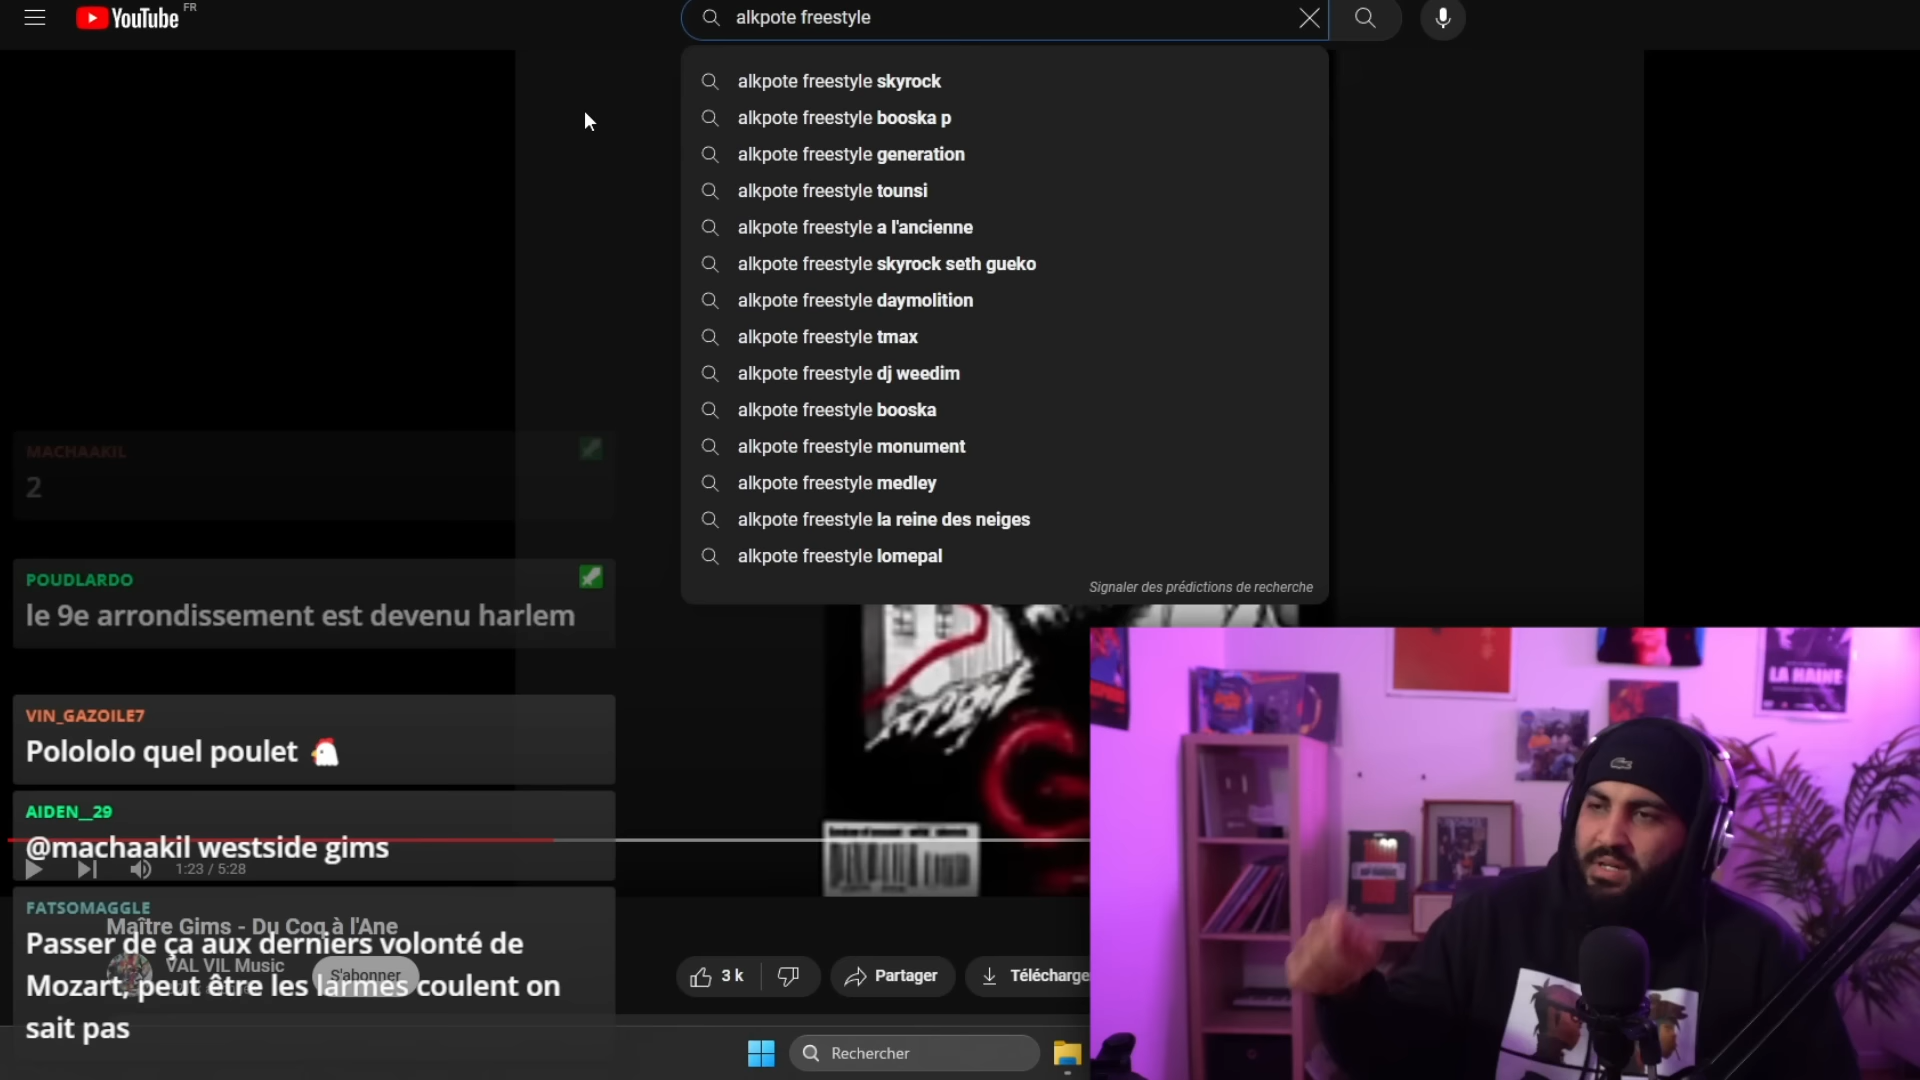 YouTube FR
alkpote freestyle
alkpote freestyle skyrock
alkpote freestyle booska p
alkpote freestyle generation
alkpote freestyle tounsi
alkpote freestyle a l'ancienne
alkpote freestyle skyrock seth gueko
alkpote freestyle daymolition
alkpote freestyle tmax
alkpote freestyle dj weedim
alkpote freestyle booska
alkpote freestyle monument
alkpote freestyle medley
alkpote freestyle la reine des neiges
alkpote freestyle lomepal
Signaler des prédictions de recherche
MACHAAKIL
2
POUDLARDO
le 9e arrondissement est devenu harlem
VIN_GAZOILE7
Polololo quel poulet 🐔
AIDEN__29
@machaakil westside gims
1:23 / 5:28
FATSOMAGGLE
Maître Gims - Du Coq à l'Ane
Passer de ça aux derniers volonté de
VAL VIL Music
S'abonner
Mozart, peut être les larmes coulent on
sait pas
3 k
Partager
Télécharge
Rechercher
LA HAINE